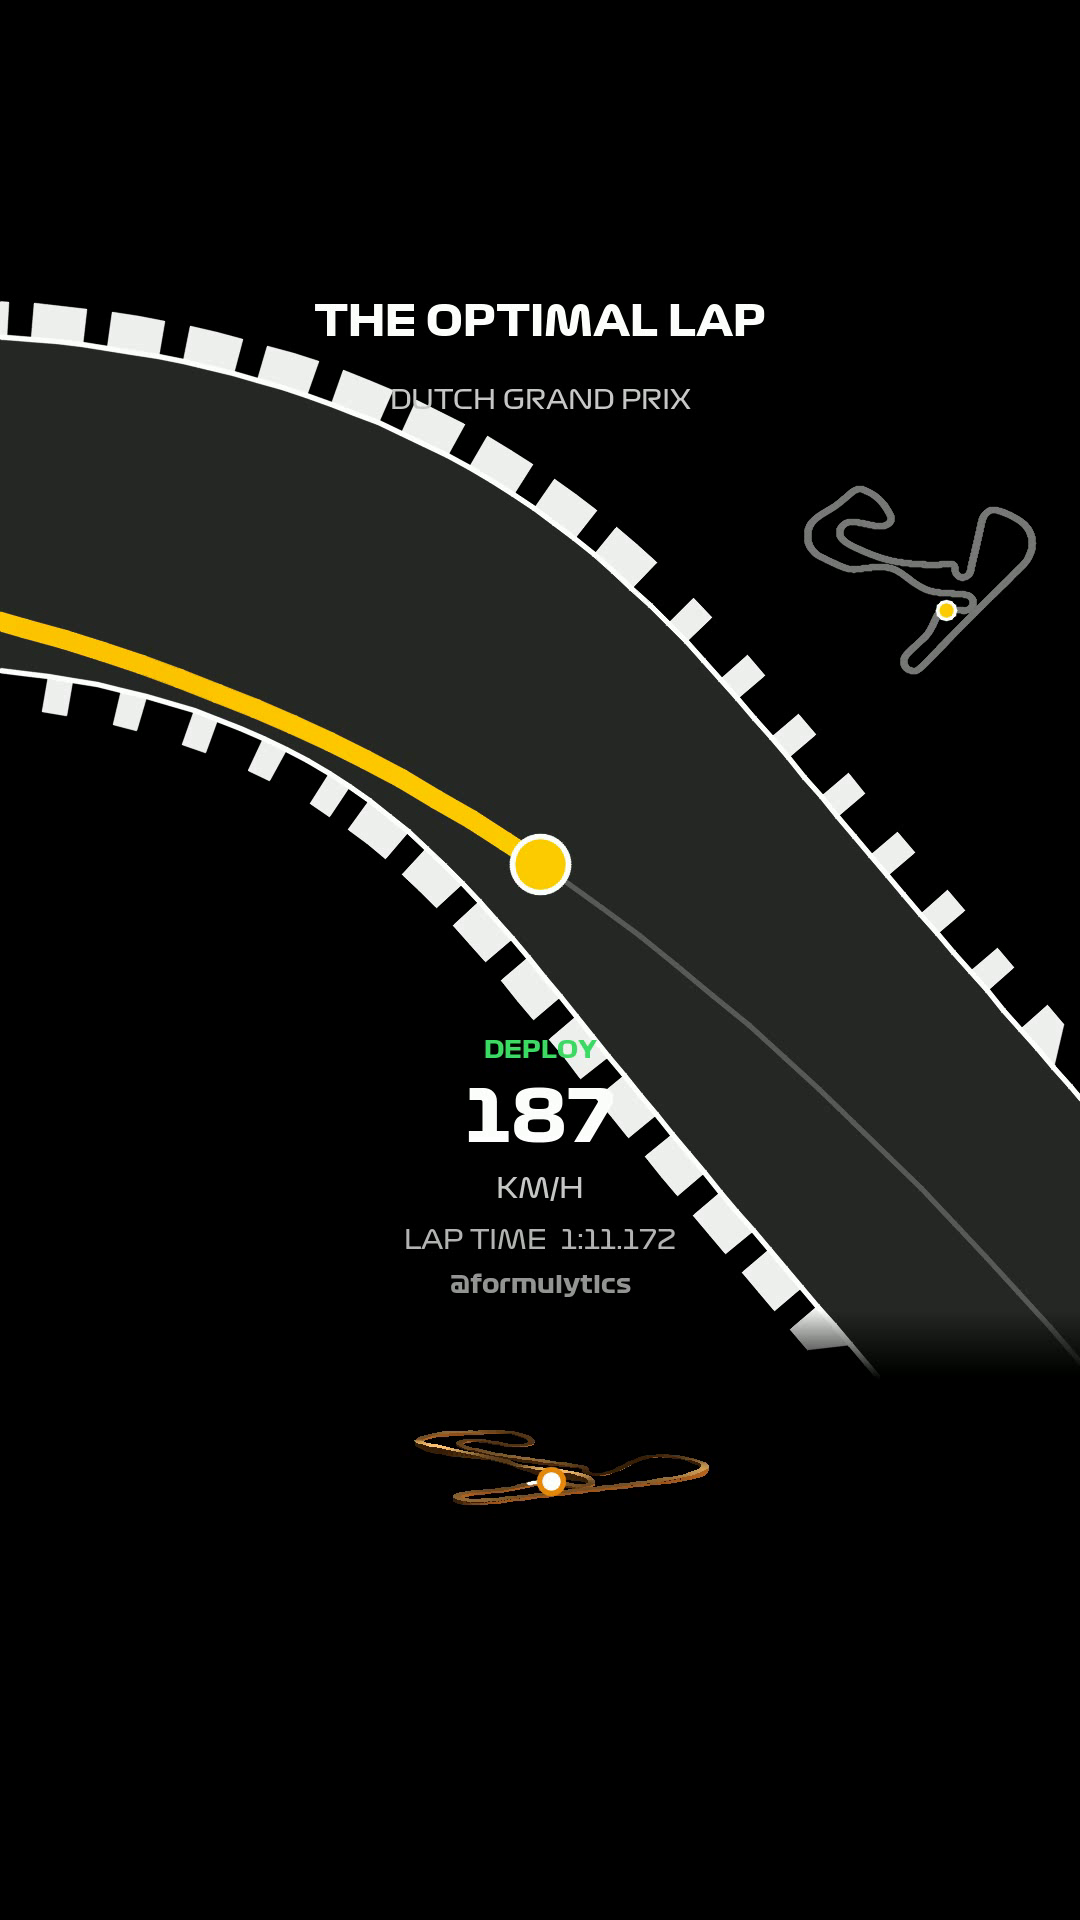 THE OPTIMAL LAP
DUTCH GRAND PRIX
DEPLOY
187
KM/H
LAP TIME 1:11.172
@formulytics